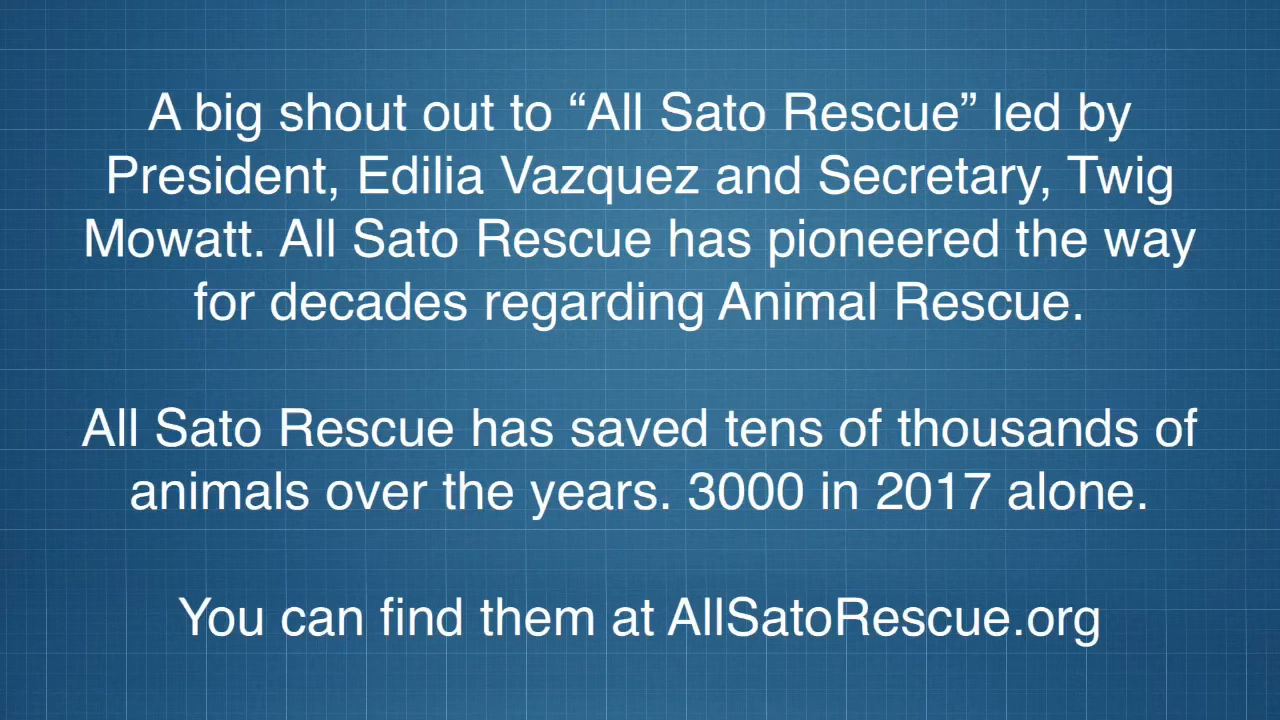 A big shout out to “All Sato Rescue” led by
President, Edilia Vazquez and Secretary, Twig
Mowatt. All Sato Rescue has pioneered the way
for decades regarding Animal Rescue.
All Sato Rescue has saved tens of thousands of
animals over the years. 3000 in 2017 alone.
You can find them at AllSatoRescue.org